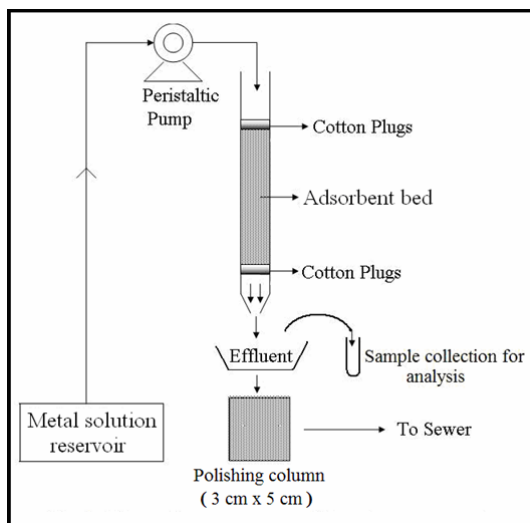 Peristaltic
Pump
Cotton Plugs
Adsorbent bed
Cotton Plugs
Effluent
Sample collection for
analysis
Metal solution
reservoir
To Sewer
Polishing column
( 3 cm x 5 cm )